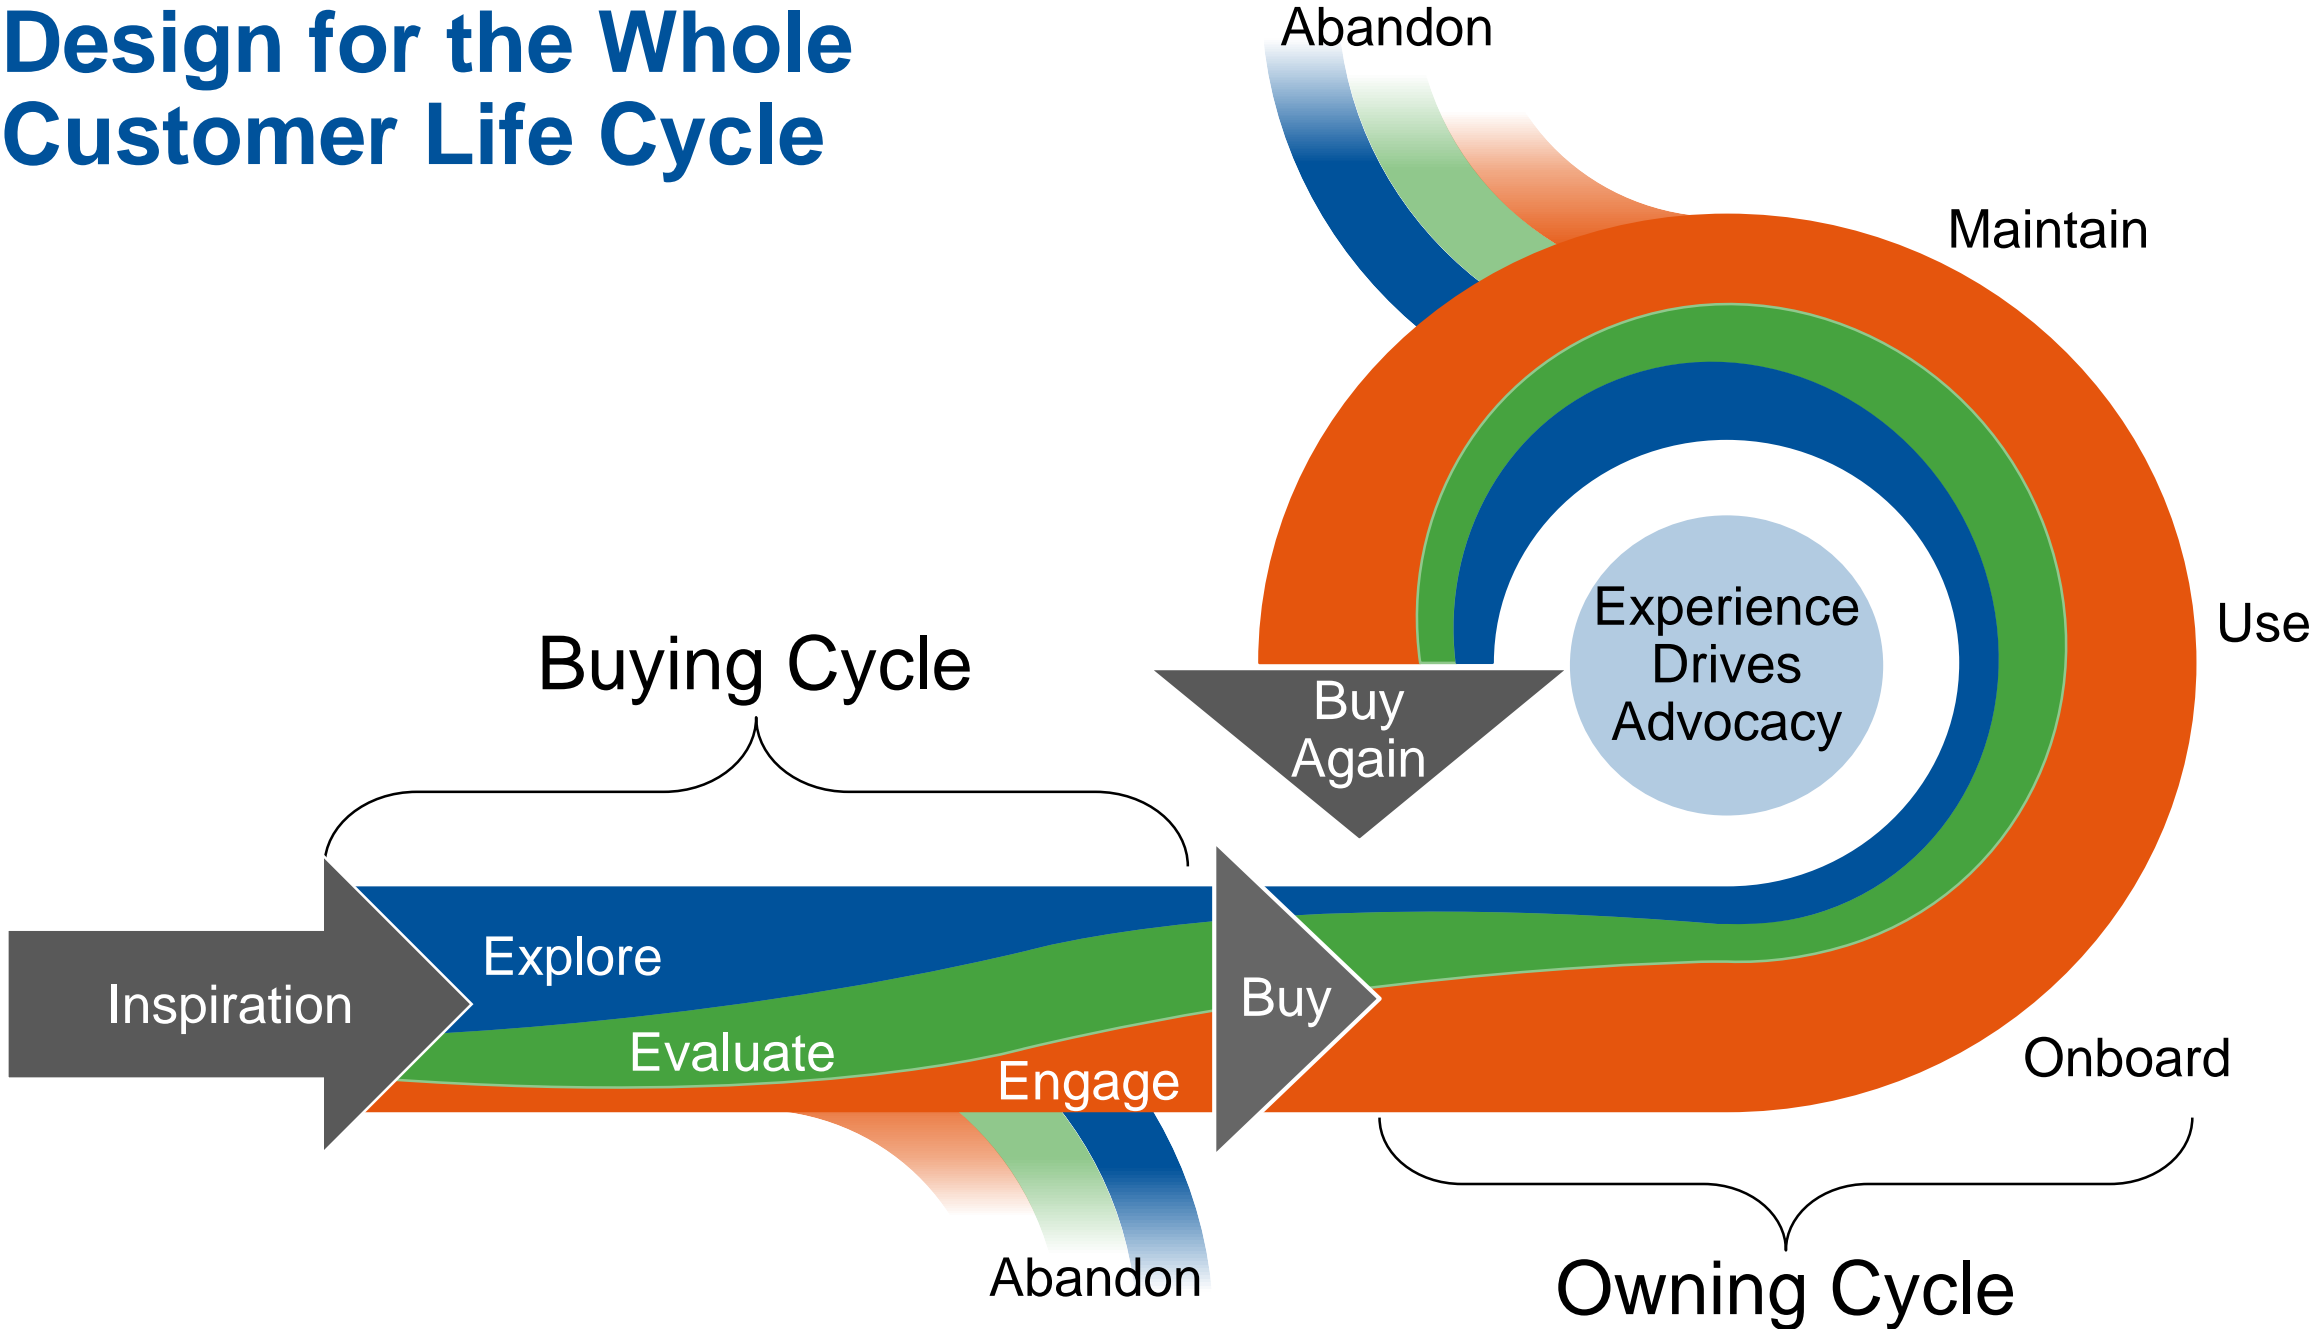 Design for the Whole
Customer Life Cycle
Abandon
Maintain
Use
Experience
Drives
Advocacy
Buying Cycle
Buy
Again
Explore
Inspiration
Evaluate
Engage
Buy
Onboard
Abandon
Owning Cycle